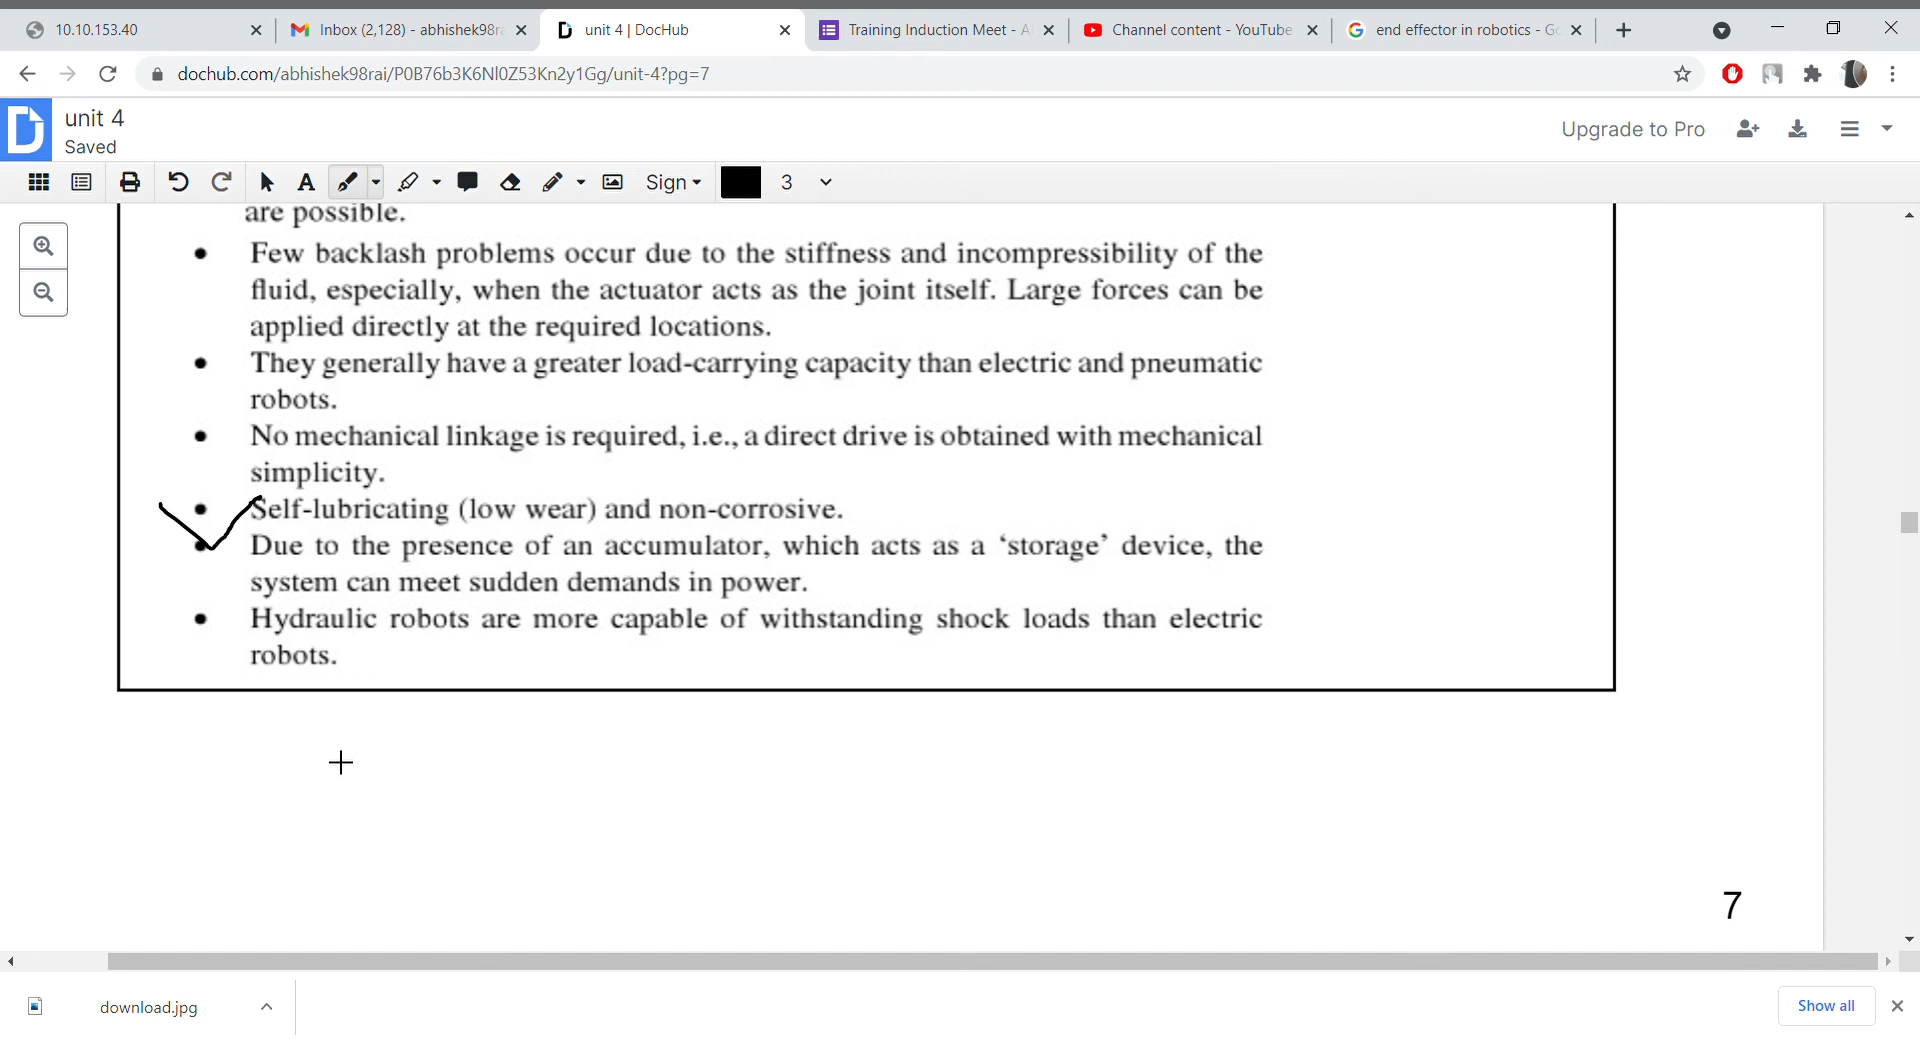 10.10.153.40
Inbox (2,128) - abhishek98r
unit 4 | DocHub
Training Induction Meet - A
Channel content - YouTube
end effector in robotics - Go
dochub.com/abhishek98rai/P0B76b3K6Nl0Z53Kn2y1Gg/unit-4?pg=7
unit 4
Saved
Upgrade to Pro
A
Sign
3
are possible.
• Few backlash problems occur due to the stiffness and incompressibility of the
fluid, especially, when the actuator acts as the joint itself. Large forces can be
applied directly at the required locations.
• They generally have a greater load-carrying capacity than electric and pneumatic
robots.
• No mechanical linkage is required, i.e., a direct drive is obtained with mechanical
simplicity.
• Self-lubricating (low wear) and non-corrosive.
• Due to the presence of an accumulator, which acts as a ‘storage’ device, the
system can meet sudden demands in power.
• Hydraulic robots are more capable of withstanding shock loads than electric
robots.
7
download.jpg
Show all